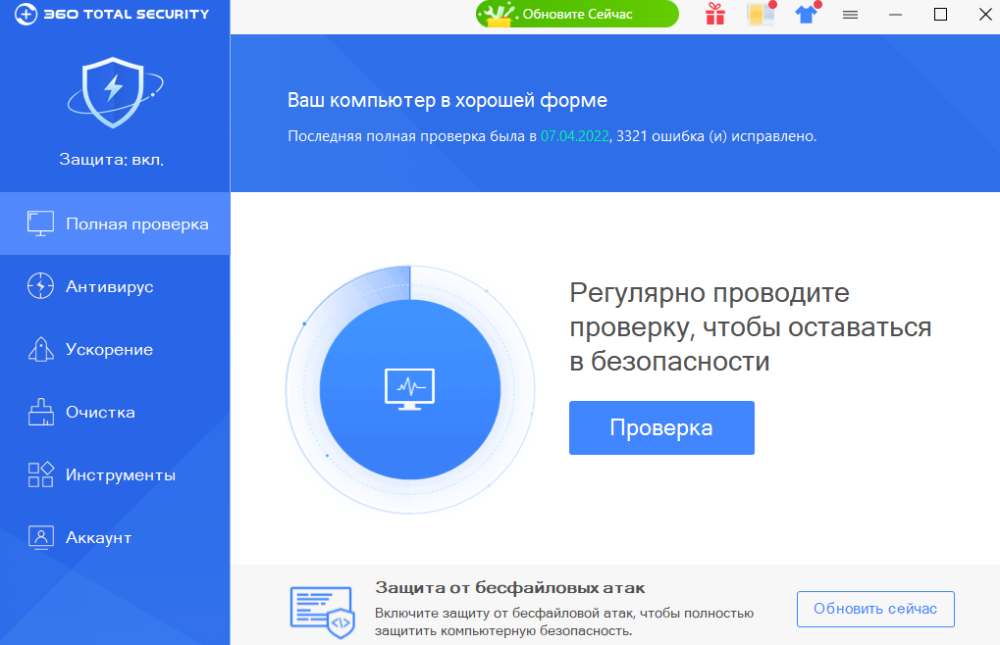 360 TOTAL SECURITY
Обновите Сейчас
Защита: вкл.
Полная проверка
Антивирус
Ускорение
Очистка
Инструменты
Аккаунт
Ваш компьютер в хорошей форме
Последняя полная проверка была в 07.04.2022, 3321 ошибка (и) исправлено.
Регулярно проводите
проверку, чтобы оставаться
в безопасности
Проверка
Защита от бесфайловых атак
Включите защиту от бесфайловой атак, чтобы полностью
защитить компьютерную безопасность.
Обновить сейчас